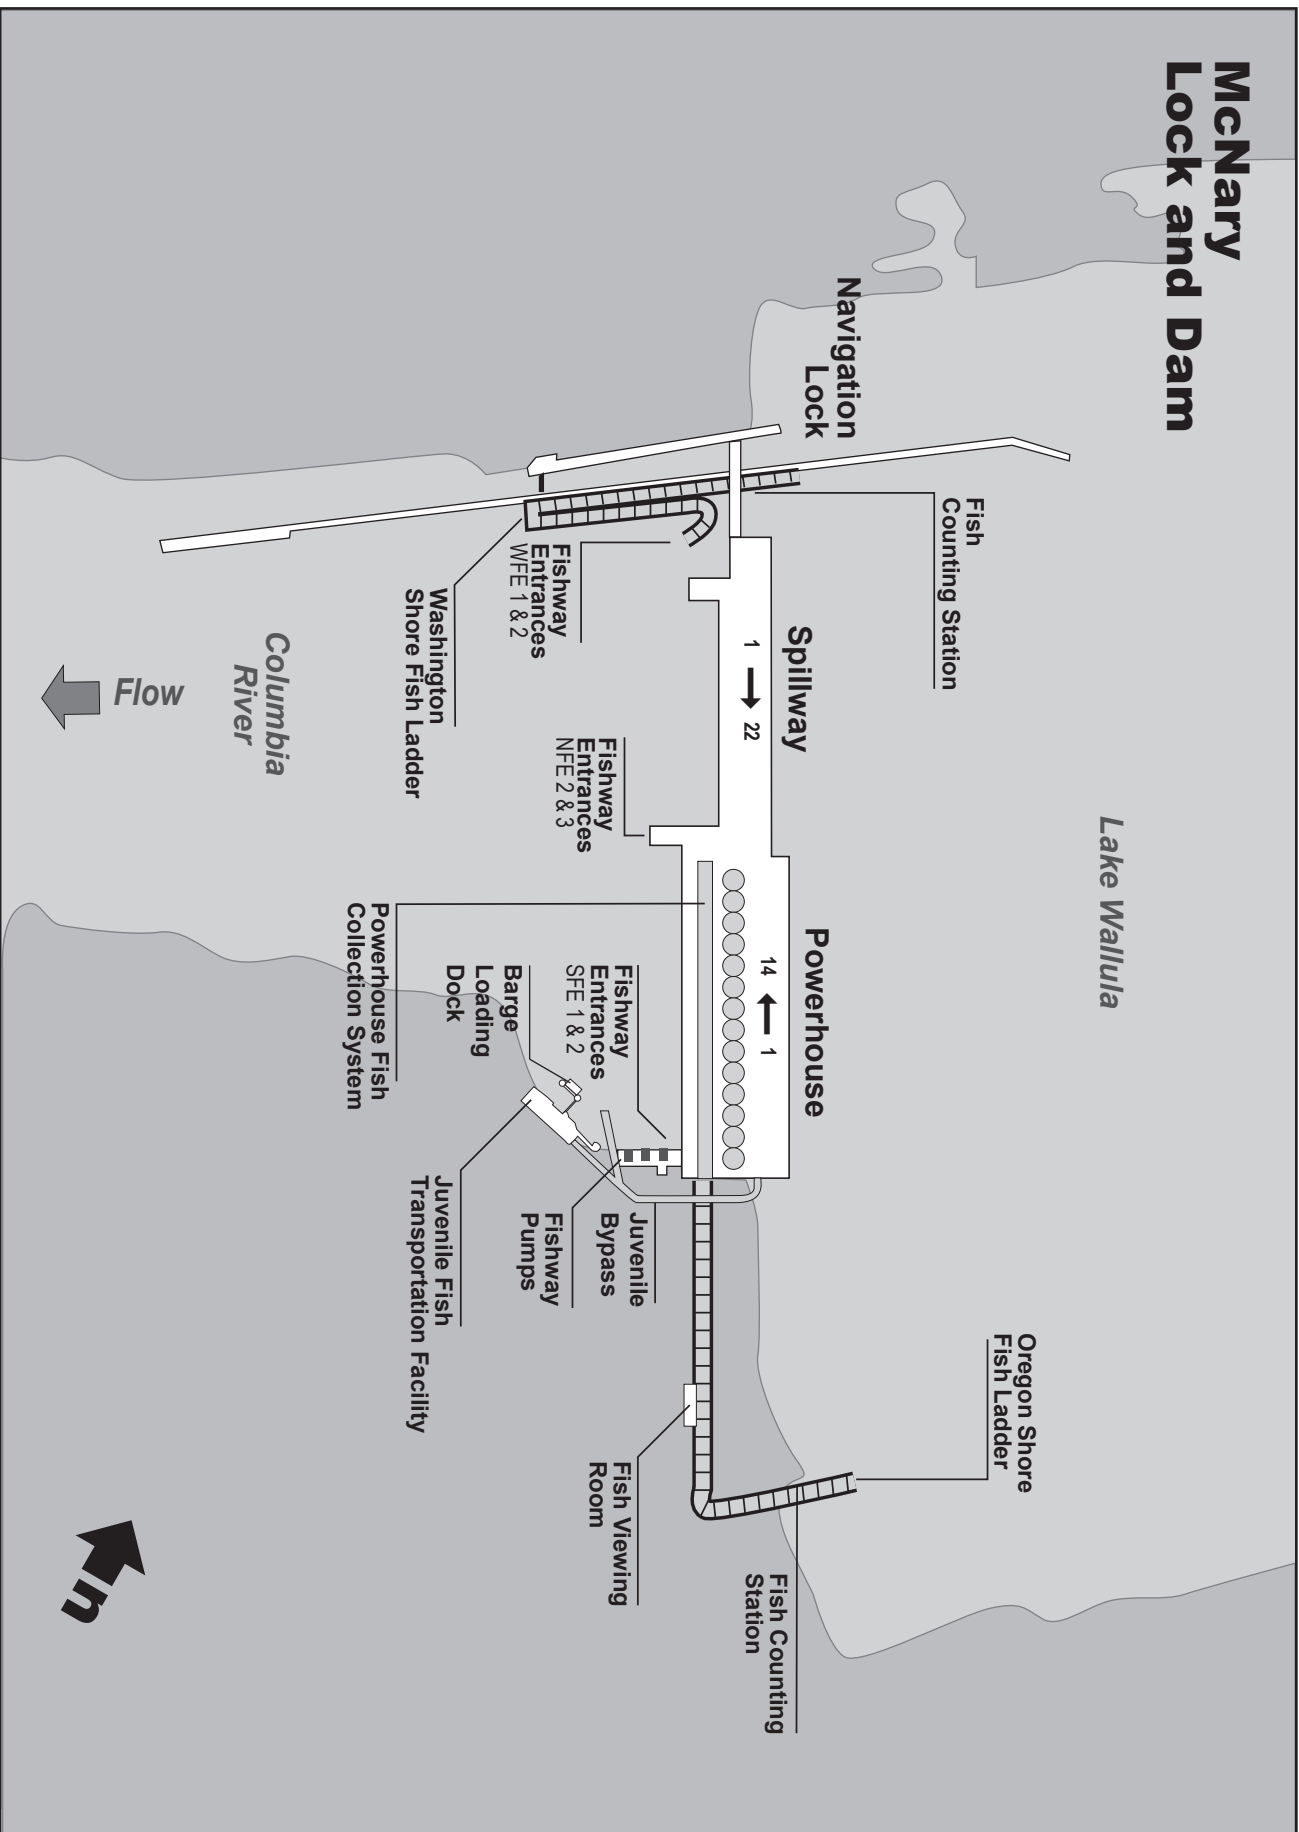 McNary
Lock and Dam
Navigation
Lock
Fish
Counting Station
Spillway
1
22
Fishway
Entrances
WFE 1 & 2
Washington
Shore Fish Ladder
Columbia
River
Flow
Fishway
Entrances
NFE 2 & 3
Lake Wallula
Powerhouse
14
1
Powerhouse Fish
Collection System
Barge
Loading
Dock
Fishway
Entrances
SFE 1 & 2
Juvenile
Bypass
Fishway
Pumps
Juvenile Fish
Transportation Facility
Oregon Shore
Fish Ladder
Fish Viewing
Room
Fish Counting
Station
n